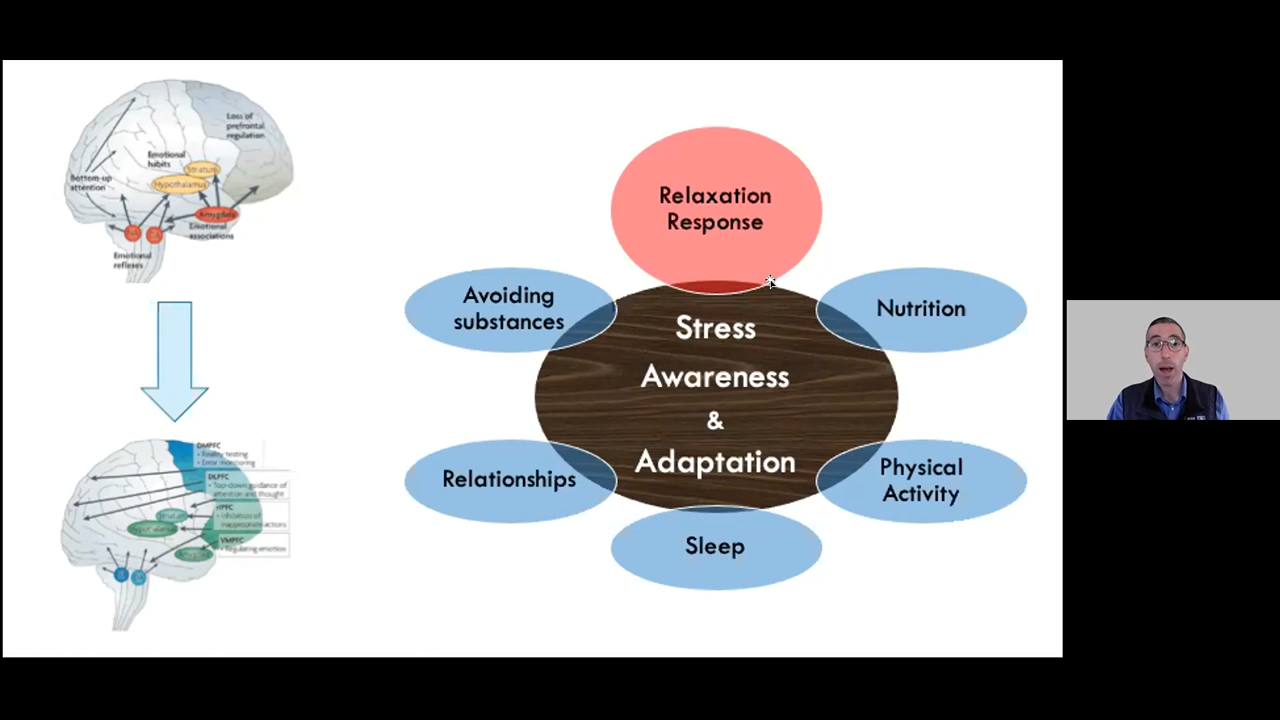 Loss of
prefrontal
regulation
Emotional
habits
Striatum
Hypothalamus
Bottom-up
attention
Amygdala
Emotional
associations
Emotional
reflexes
DMPFC
• Reality testing
• Error monitoring
DLPFC
• Top-down guidance of
attention and thought
• Inhibition of
inappropriate actions
VMPFC
• Regulating emotion
Relaxation
Response
Avoiding
substances
Nutrition
Stress
Awareness
&
Adaptation
Relationships
Physical
Activity
Sleep